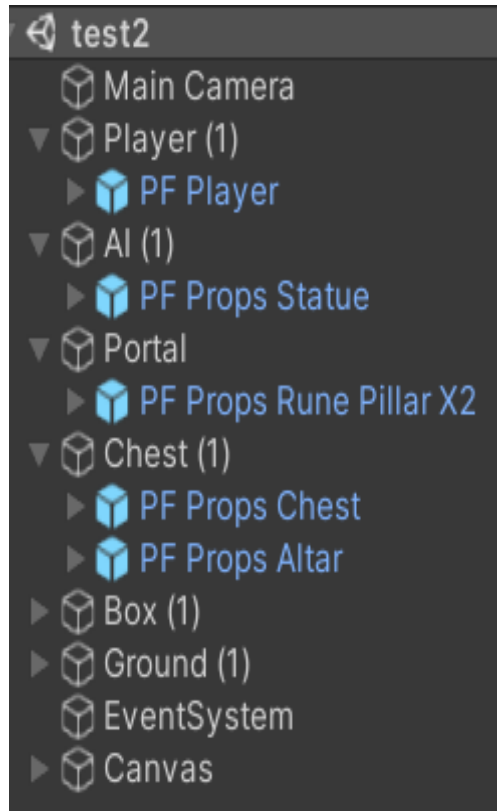 test2
Main Camera
Player (1)
PF Player
AI (1)
PF Props Statue
Portal
PF Props Rune Pillar X2
Chest (1)
PF Props Chest
PF Props Altar
Box (1)
Ground (1)
EventSystem
Canvas